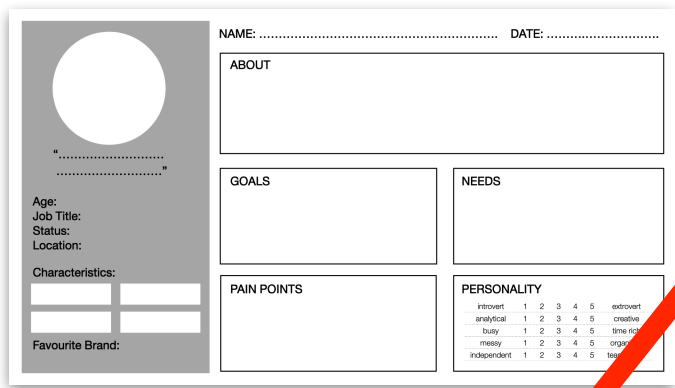 NAME: ............................................................ DATE: ............................
ABOUT
"...........................
..........................."
Age:
Job Title:
Status:
Location:
Characteristics:
Favourite Brand:
GOALS
NEEDS
PAIN POINTS
PERSONALITY
introvert 1 2 3 4 5 extrovert
analytical 1 2 3 4 5 creative
busy 1 2 3 4 5 time rich
messy 1 2 3 4 5
independent 1 2 3 4 5